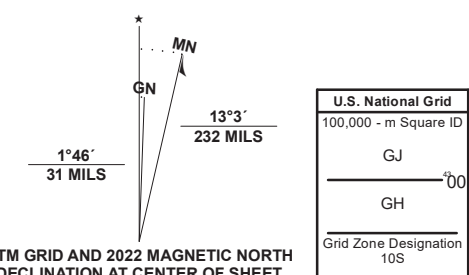 ★
MN
GN
13°3´
232 MILS
1°46´
31 MILS
TM GRID AND 2022 MAGNETIC NORTH
DECLINATION AT CENTER OF SHEET
U.S. National Grid
100,000 - m Square ID
GJ
4300
GH
Grid Zone Designation
10S